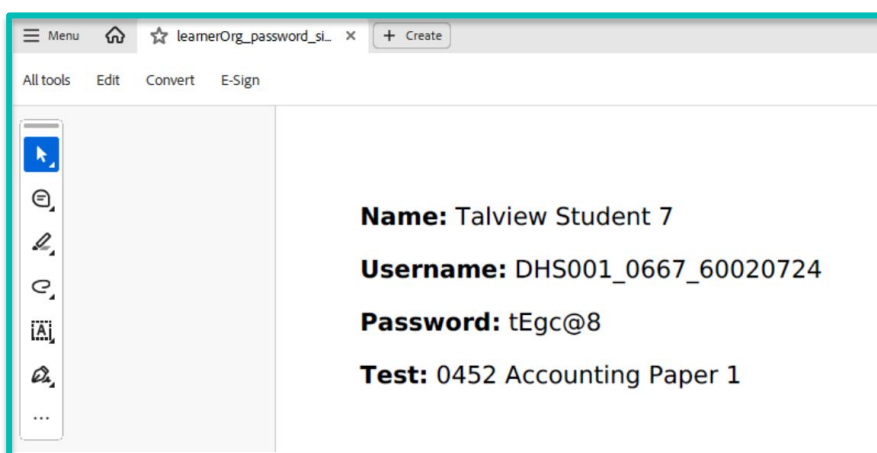 Menu learnerOrg_password_si... × + Create
All tools Edit Convert E-Sign
Name: Talview Student 7
Username: DHS001_0667_60020724
Password: tEgc@8
Test: 0452 Accounting Paper 1